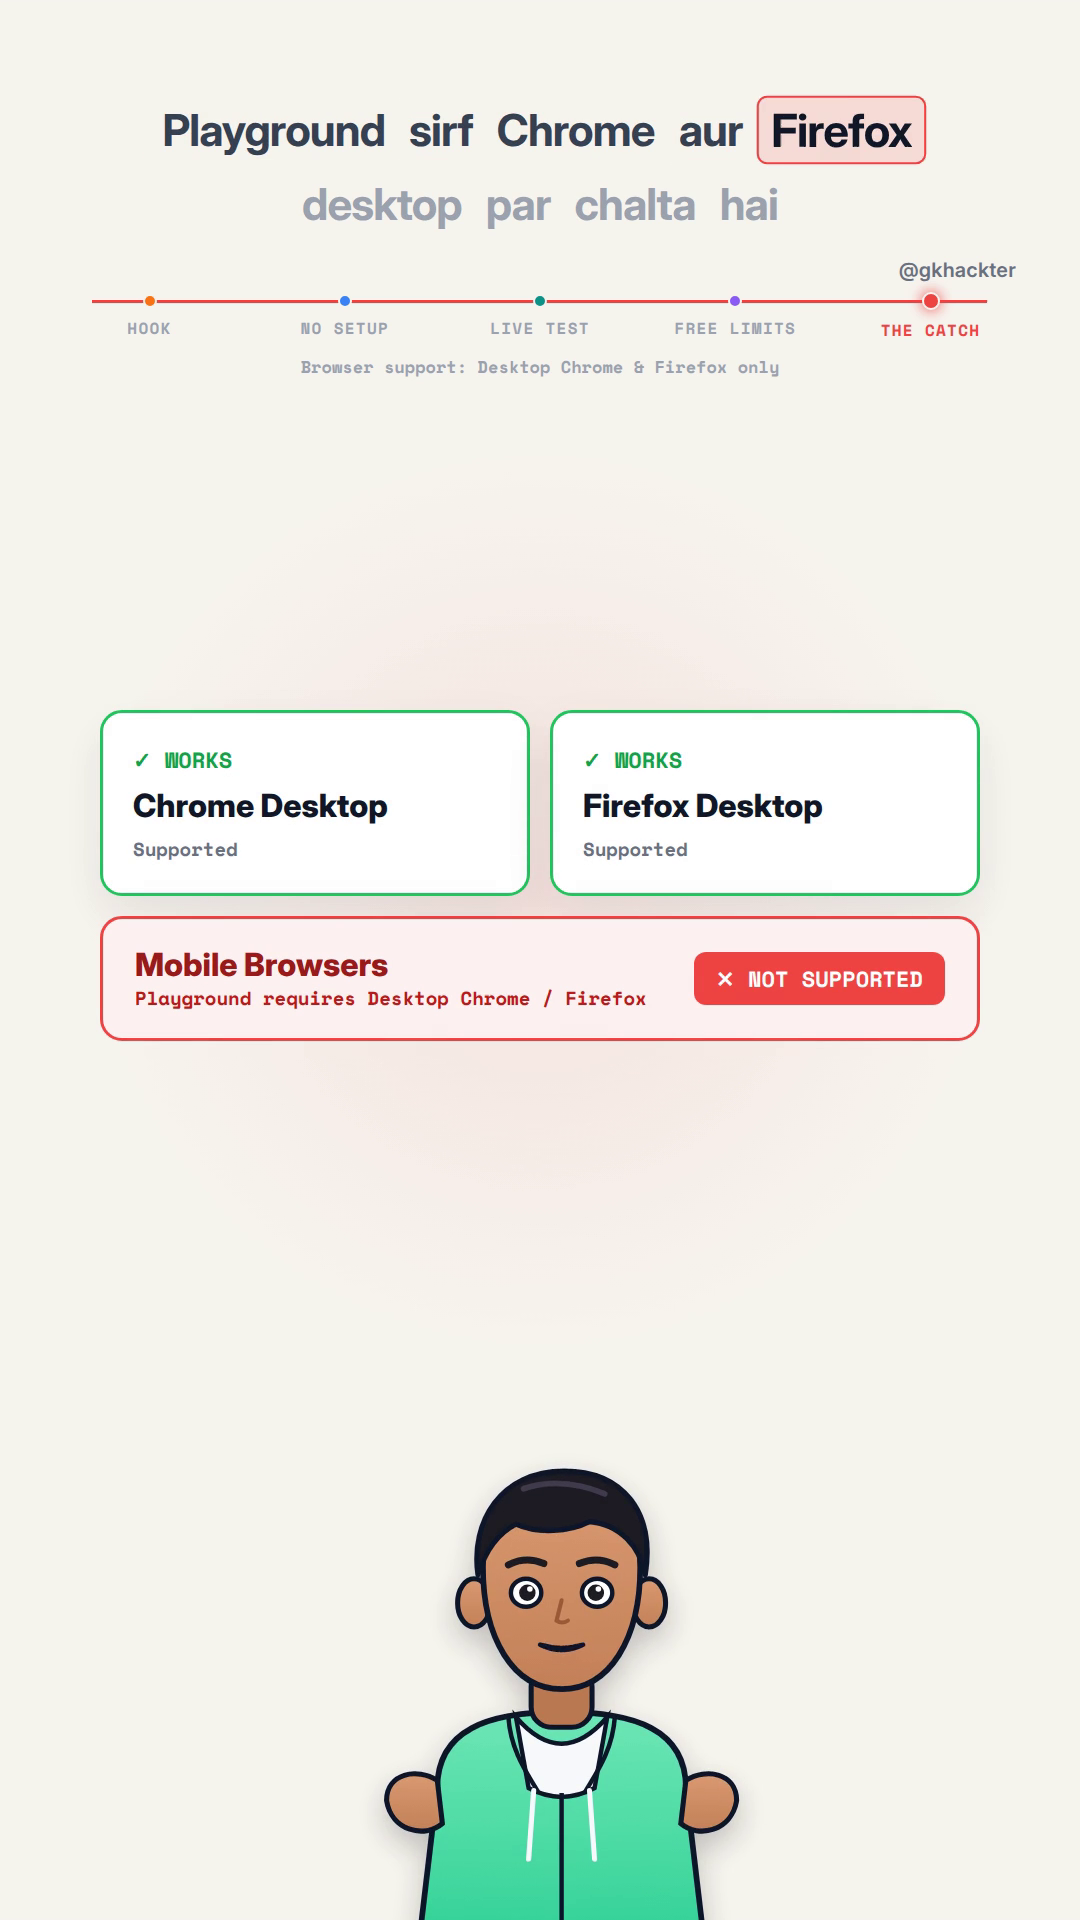 Playground sirf Chrome aur Firefox
desktop par chalta hai
@gkhackter
HOOK
NO SETUP
LIVE TEST
FREE LIMITS
THE CATCH
Browser support: Desktop Chrome & Firefox only
✓ WORKS
Chrome Desktop
Supported
✓ WORKS
Firefox Desktop
Supported
Mobile Browsers
Playground requires Desktop Chrome / Firefox
✕ NOT SUPPORTED